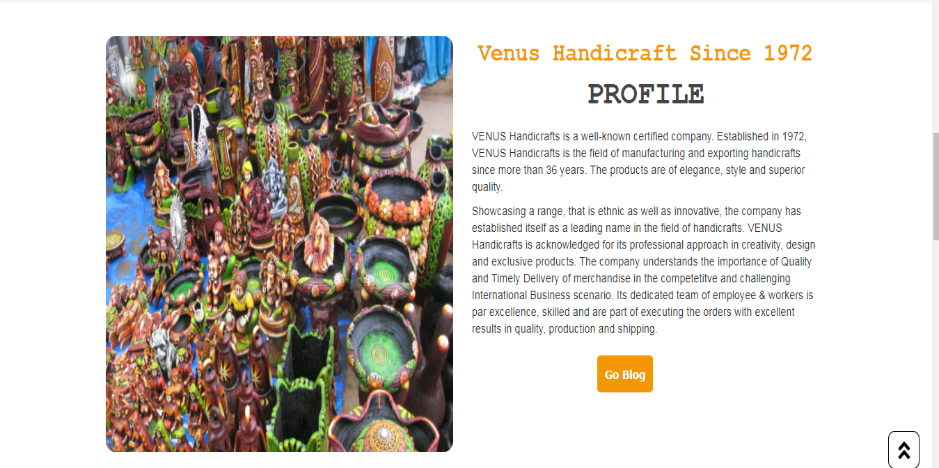 Venus Handicraft Since 1972
PROFILE
VENUS Handicrafts is a well-known certified company. Established in 1972,
VENUS Handicrafts is the field of manufacturing and exporting handicrafts
since more than 36 years. The products are of elegance, style and superior
quality.
Showcasing a range, that is ethnic as well as innovative, the company has
established itself as a leading name in the field of handicrafts. VENUS
Handicrafts is acknowledged for its professional approach in creativity, design
and exclusive products. The company understands the importance of Quality
and Timely Delivery of merchandise in the competetitve and challenging
International Business scenario. Its dedicated team of employee & workers is
par excellence, skilled and are part of executing the orders with excellent
results in quality, production and shipping.
Go Blog